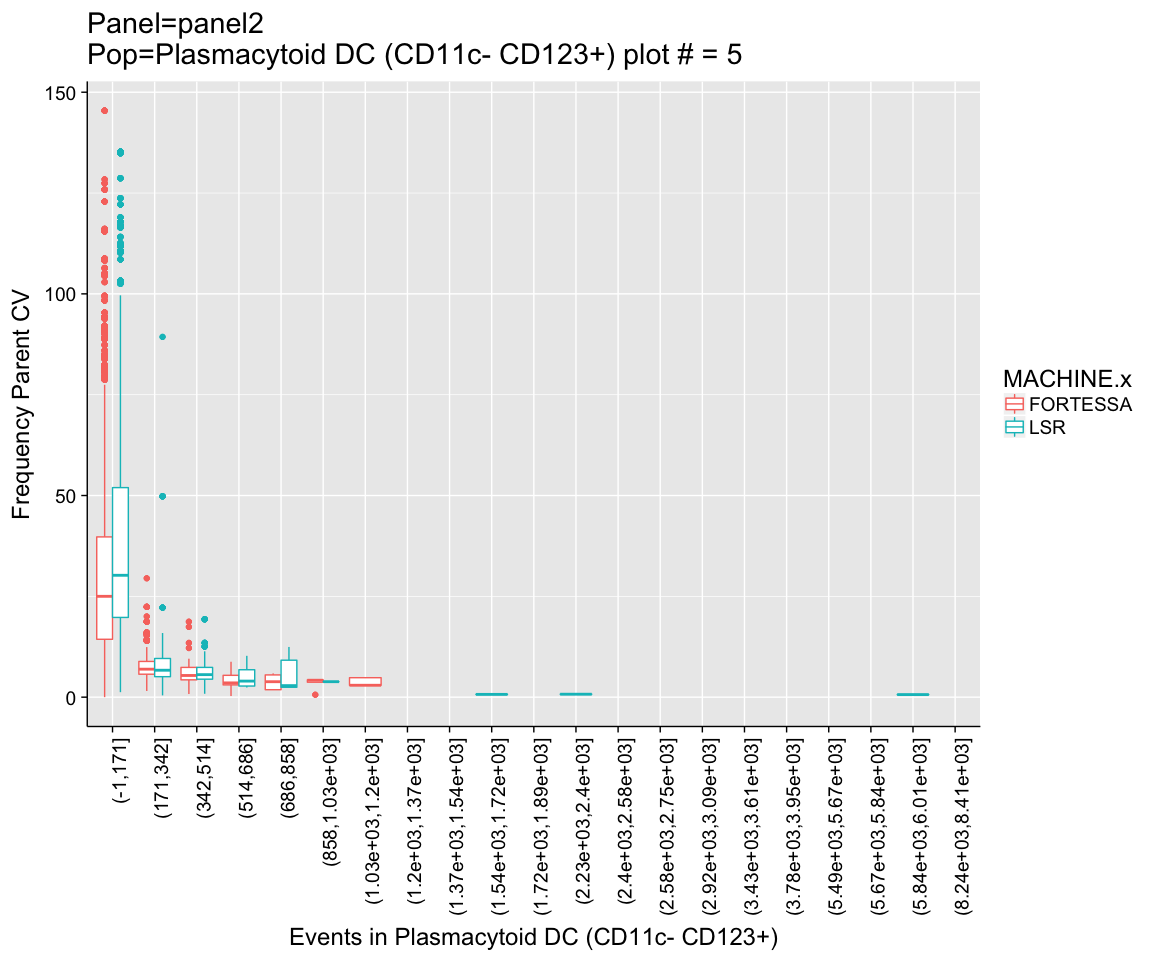 Panel=panel2
Pop=Plasmacytoid DC (CD11c- CD123+) plot # = 5
150
100
50
0
Frequency Parent CV
MACHINE.x
FORTESSA
LSR
(-1,171]
(171,342]
(342,514]
(514,686]
(686,858]
(858,1.03e+03]
(1.03e+03,1.2e+03]
(1.2e+03,1.37e+03]
(1.37e+03,1.54e+03]
(1.54e+03,1.72e+03]
(1.72e+03,1.89e+03]
(2.23e+03,2.4e+03]
(2.4e+03,2.58e+03]
(2.58e+03,2.75e+03]
(2.92e+03,3.09e+03]
(3.43e+03,3.61e+03]
(3.78e+03,3.95e+03]
(5.49e+03,5.67e+03]
(5.67e+03,5.84e+03]
(5.84e+03,6.01e+03]
(8.24e+03,8.41e+03]
Events in Plasmacytoid DC (CD11c- CD123+)